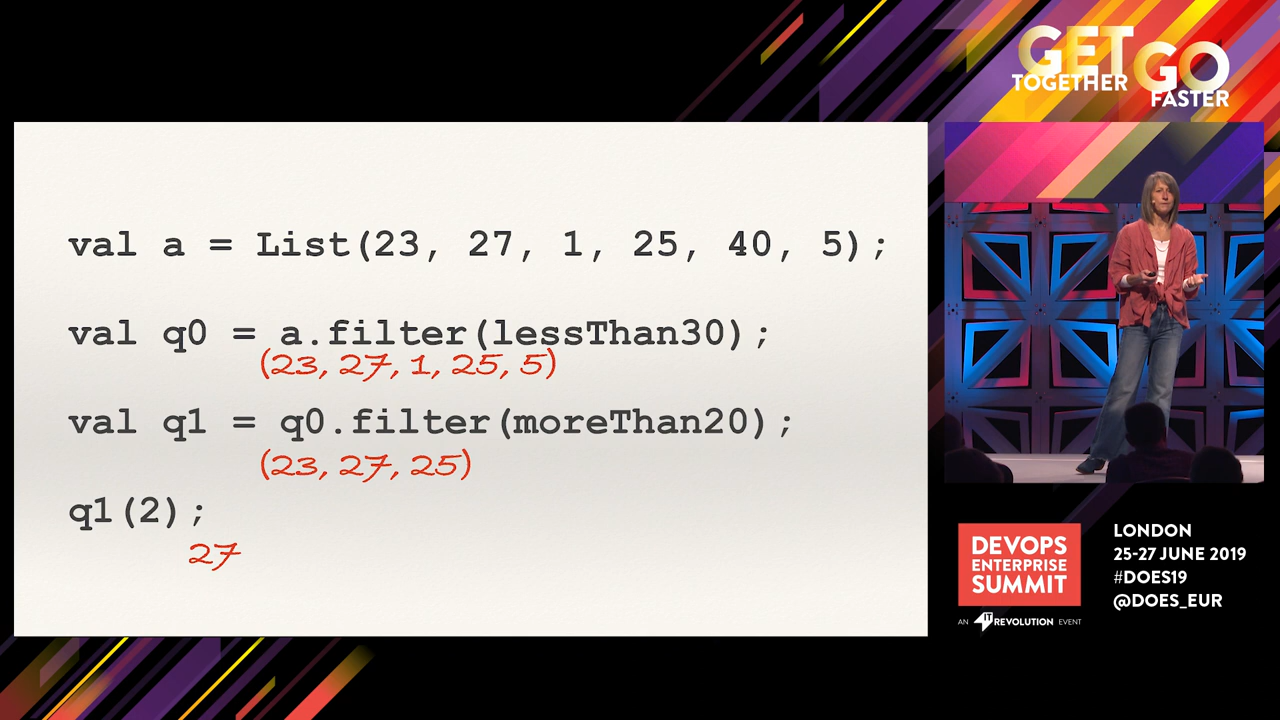 GET GO
TOGETHER
FASTER
val a = List(23, 27, 1, 25, 40, 5);
val q0 = a.filter(lessThan30);
(23, 27, 1, 25, 5)
val q1 = q0.filter(moreThan20);
(23, 27, 25)
q1(2);
27
DEVOPS
ENTERPRISE
SUMMIT
AN IT REVOLUTION EVENT
LONDON
25-27 JUNE 2019
#DOES19
@DOES_EUR